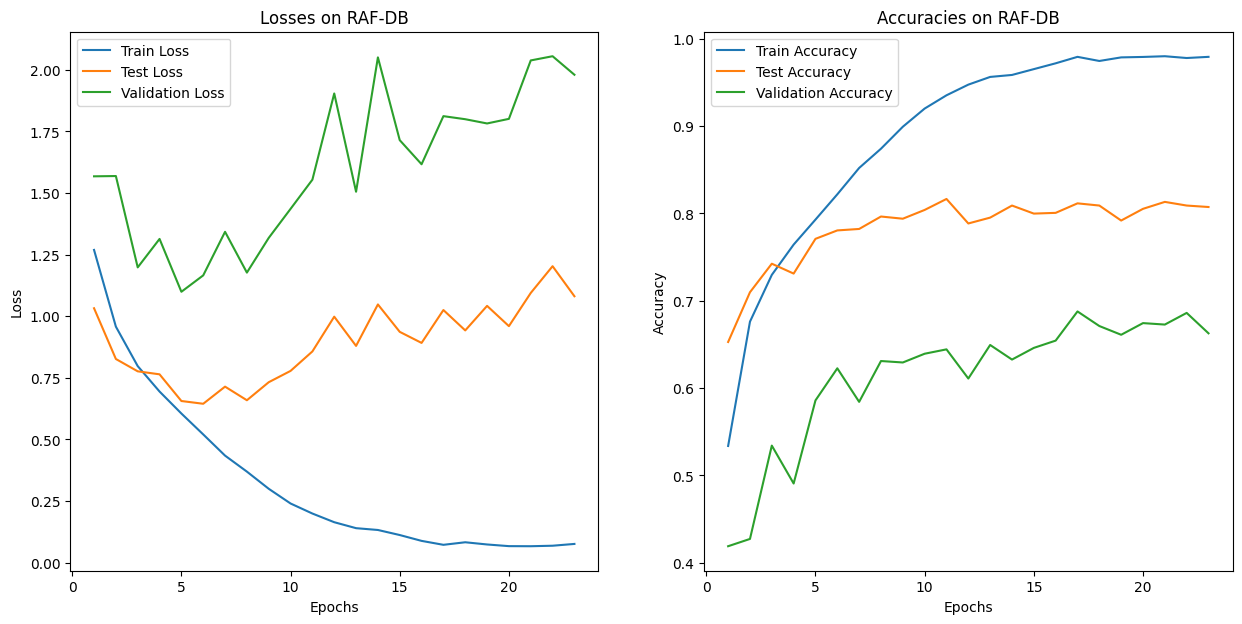 Losses on RAF-DB
Train Loss
Test Loss
Validation Loss
2.00
1.75
1.50
1.25
1.00
0.75
0.50
0.25
0.00
Loss
0 5 10 15 20
Epochs
Accuracies on RAF-DB
Train Accuracy
Test Accuracy
Validation Accuracy
1.0
0.9
0.8
0.7
0.6
0.5
0.4
Accuracy
0 5 10 15 20
Epochs